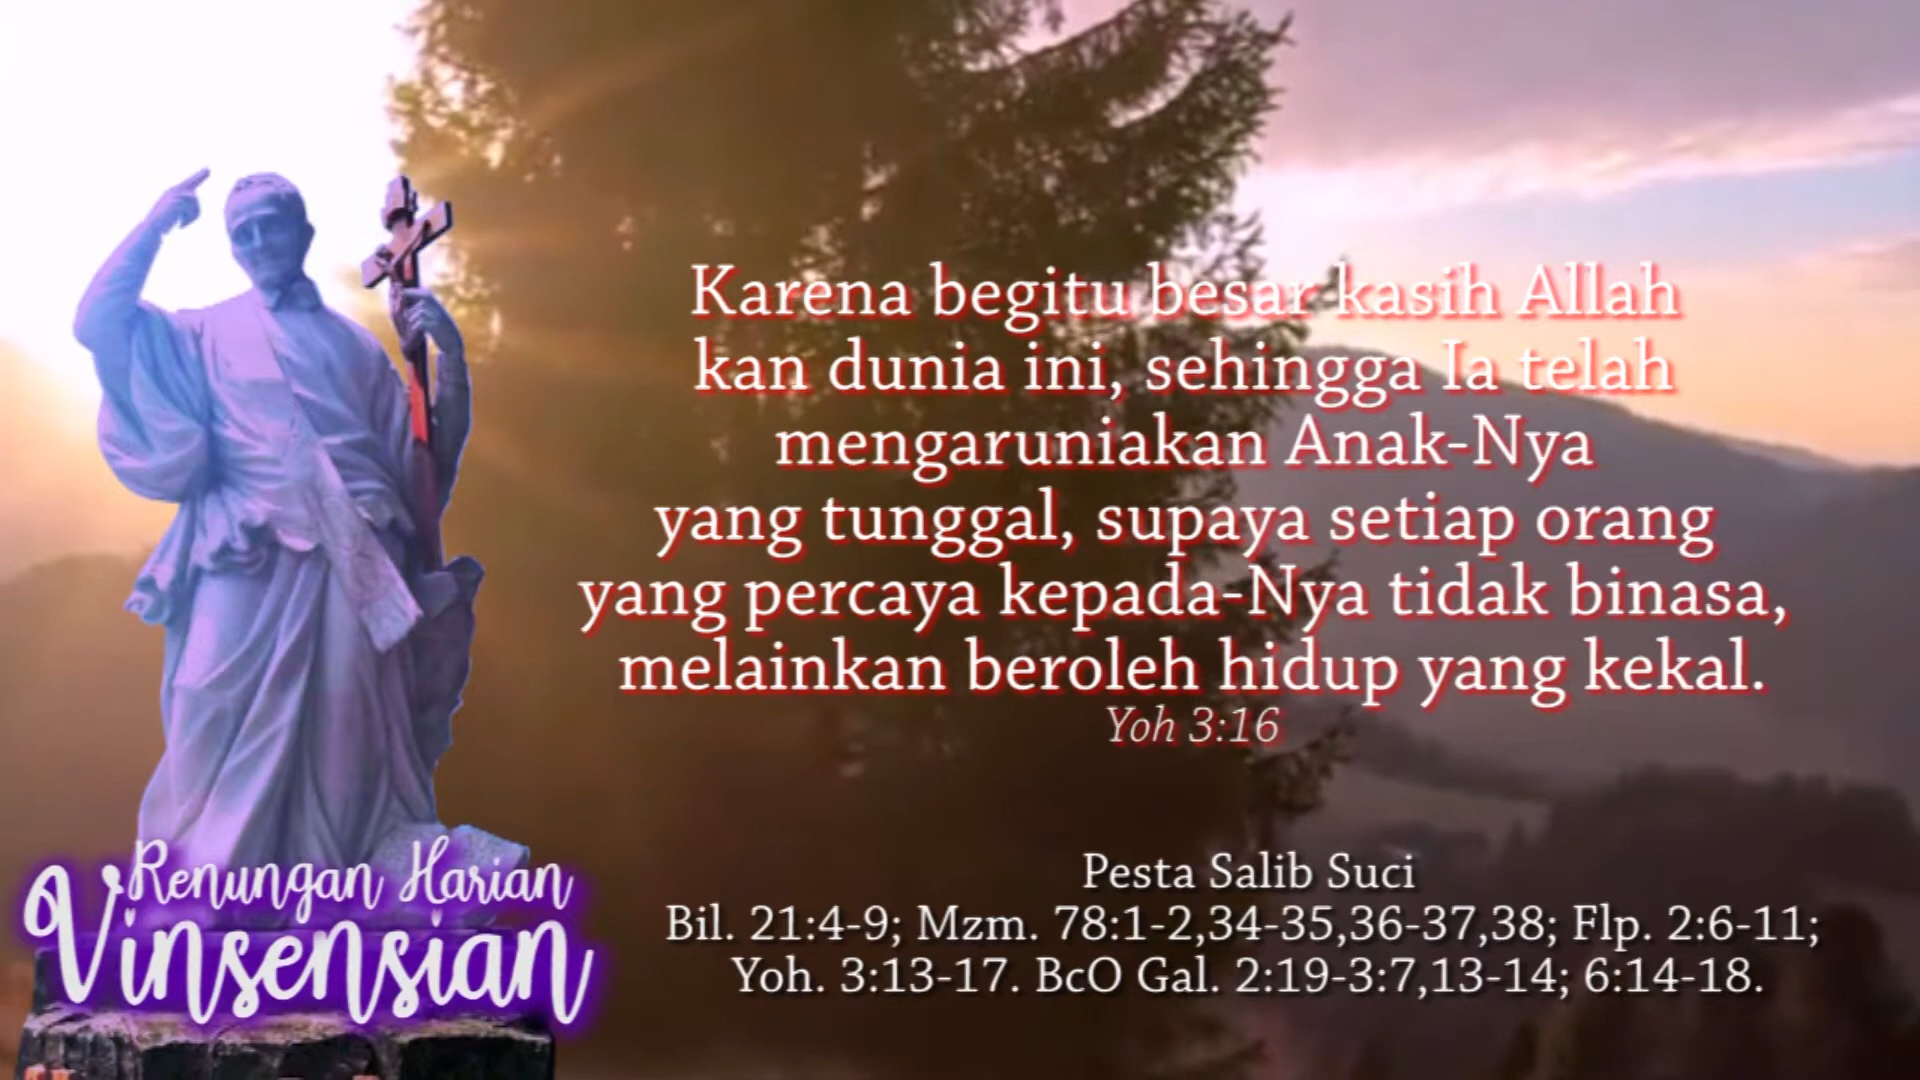 Karena begitu besar kasih Allah
kan dunia ini, sehingga Ia telah
mengaruniakan Anak-Nya
yang tunggal, supaya setiap orang
yang percaya kepada-Nya tidak binasa,
melainkan beroleh hidup yang kekal.
Yoh 3:16
Renungan Harian
Vinsensian
Pesta Salib Suci
Bil. 21:4-9; Mzm. 78:1-2,34-35,36-37,38; Flp. 2:6-11;
Yoh. 3:13-17. BcO Gal. 2:19-3:7,13-14; 6:14-18.